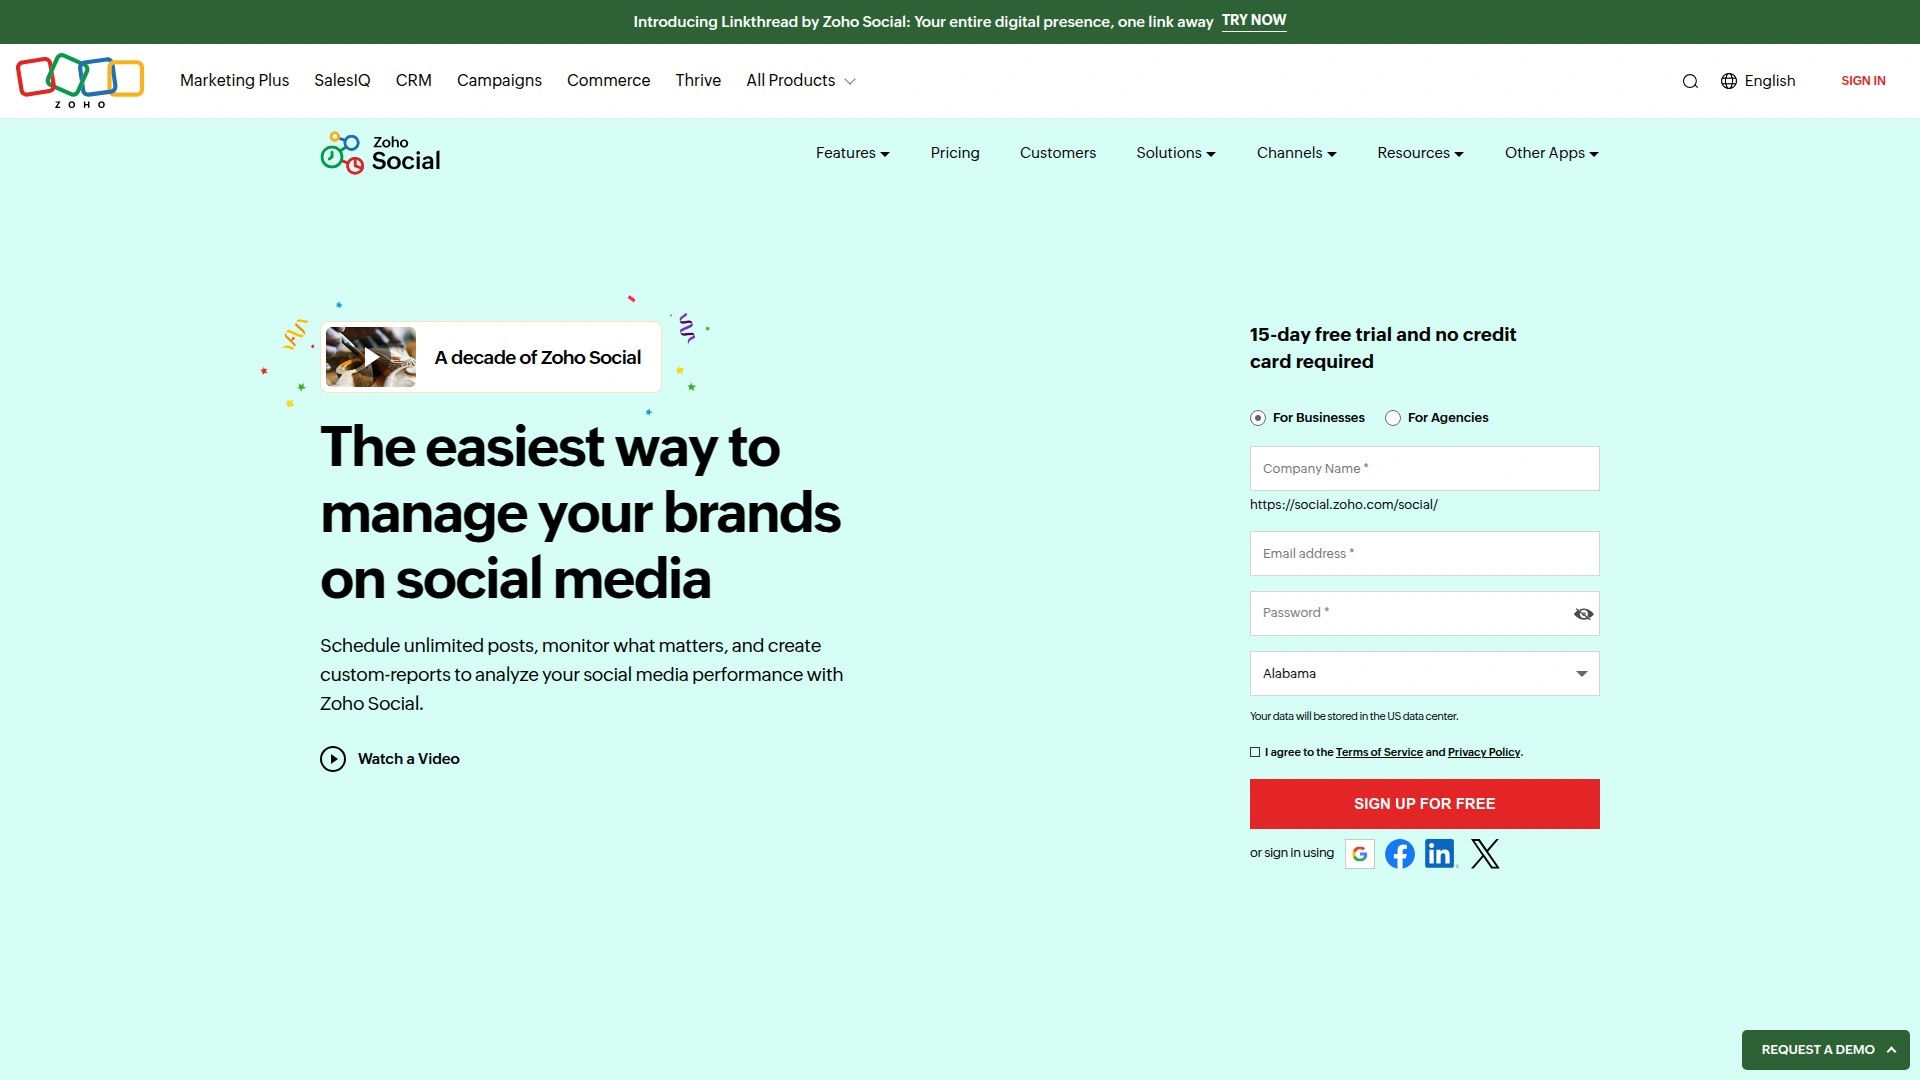 Introducing Linkthread by Zoho Social: Your entire digital presence, one link away TRY NOW
ZOHO
Marketing Plus SalesIQ CRM Campaigns Commerce Thrive All Products
English
SIGN IN
Zoho
Social
Features Pricing Customers Solutions Channels Resources Other Apps
A decade of Zoho Social
The easiest way to
manage your brands
on social media
Schedule unlimited posts, monitor what matters, and create
custom-reports to analyze your social media performance with
Zoho Social.
Watch a Video
15-day free trial and no credit
card required
For Businesses For Agencies
Company Name *
https://social.zoho.com/social/
Email address *
Password *
Alabama
Your data will be stored in the US data center.
I agree to the Terms of Service and Privacy Policy.
SIGN UP FOR FREE
or sign in using
REQUEST A DEMO